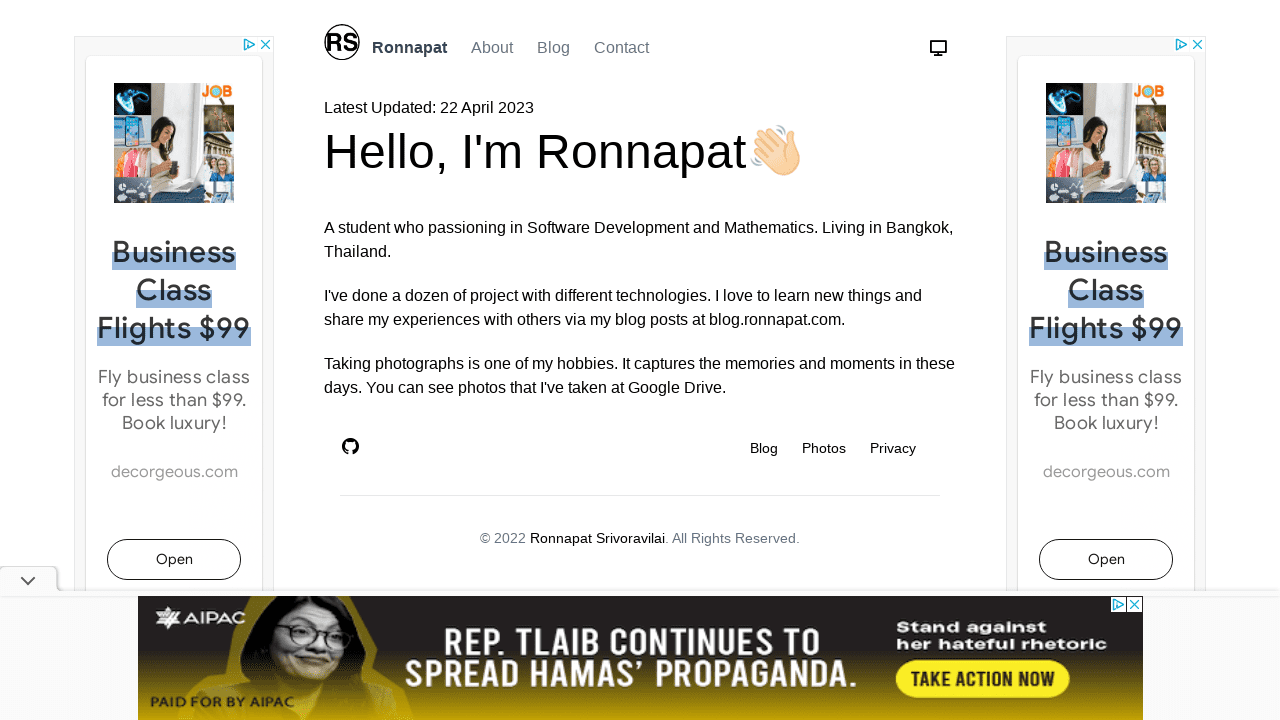 RS
Ronnapat About Blog Contact
Latest Updated: 22 April 2023
Hello, I'm Ronnapat👋🏻
A student who passioning in Software Development and Mathematics. Living in Bangkok,
Thailand.
I've done a dozen of project with different technologies. I love to learn new things and
share my experiences with others via my blog posts at blog.ronnapat.com.
Taking photographs is one of my hobbies. It captures the memories and moments in these
days. You can see photos that I've taken at Google Drive.
Blog Photos Privacy
© 2022 Ronnapat Srivoravilai. All Rights Reserved.
JOB
Business
Class
Flights $99
Fly business class
for less than $99.
Book luxury!
decorgeous.com
Open
JOB
Business
Class
Flights $99
Fly business class
for less than $99.
Book luxury!
decorgeous.com
Open
AIPAC
PAID FOR BY AIPAC
REP. TLAIB CONTINUES TO
SPREAD HAMAS' PROPAGANDA.
Stand against
her hateful rhetoric
TAKE ACTION NOW